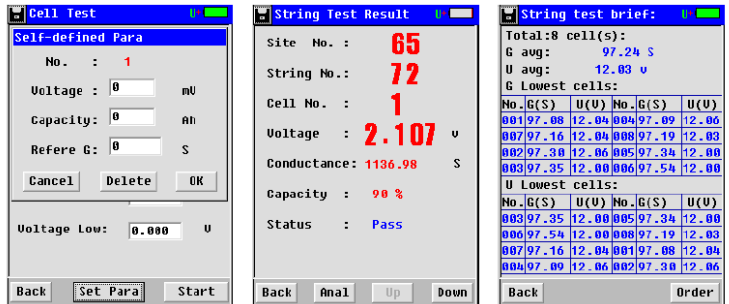 Cell Test U+
Self-defined Para
No. : 1
Voltage : 0 mU
Capacity: 0 Ah
Refere G: 0 S
Cancel Delete OK
Voltage Low: 0.000 U
Back Set Para Start
String Test Result U+
Site No. : 65
String No.: 72
Cell No. : 1
Voltage : 2.107 v
Conductance: 1136.98 S
Capacity : 90 %
Status : Pass
Back Anal Up Down
String test brief: U+
Total:8 cell(s):
G avg: 97.24 S
U avg: 12.03 v
G Lowest cells:
No. G(S) U(V) No. G(S) U(V)
001 97.08 12.04 004 97.09 12.06
007 97.16 12.04 008 97.19 12.03
002 97.30 12.06 005 97.34 12.00
003 97.35 12.00 006 97.54 12.00
U Lowest cells:
No. G(S) U(V) No. G(S) U(V)
003 97.35 12.00 005 97.34 12.00
006 97.54 12.00 008 97.19 12.03
007 97.16 12.04 001 97.08 12.04
004 97.09 12.06 002 97.30 12.06
Back Order